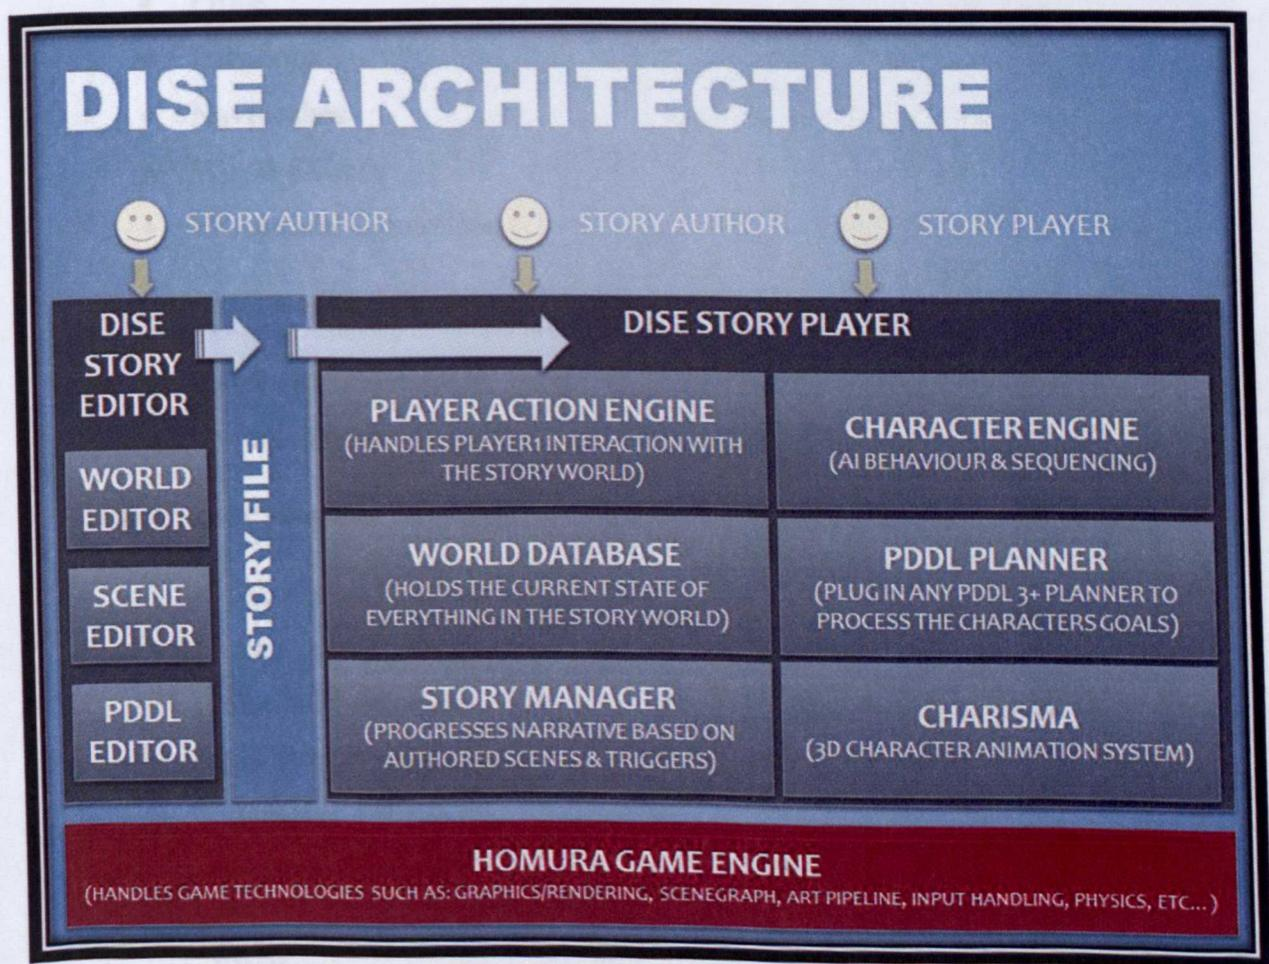 DISE ARCHITECTURE
STORY AUTHOR
STORY AUTHOR
STORY PLAYER
DISE
STORY
EDITOR
WORLD
EDITOR
SCENE
EDITOR
PDDL
EDITOR
STORY FILE
DISE STORY PLAYER
PLAYER ACTION ENGINE
(HANDLES PLAYER1 INTERACTION WITH
THE STORY WORLD)
CHARACTER ENGINE
(AI BEHAVIOUR & SEQUENCING)
WORLD DATABASE
(HOLDS THE CURRENT STATE OF
EVERYTHING IN THE STORY WORLD)
PDDL PLANNER
(PLUG IN ANY PDDL 3+ PLANNER TO
PROCESS THE CHARACTERS GOALS)
STORY MANAGER
(PROGRESSES NARRATIVE BASED ON
AUTHORED SCENES & TRIGGERS)
CHARISMA
(3D CHARACTER ANIMATION SYSTEM)
HOMURA GAME ENGINE
(HANDLES GAME TECHNOLOGIES SUCH AS: GRAPHICS/RENDERING, SCENEGRAPH, ART PIPELINE, INPUT HANDLING, PHYSICS, ETC... )